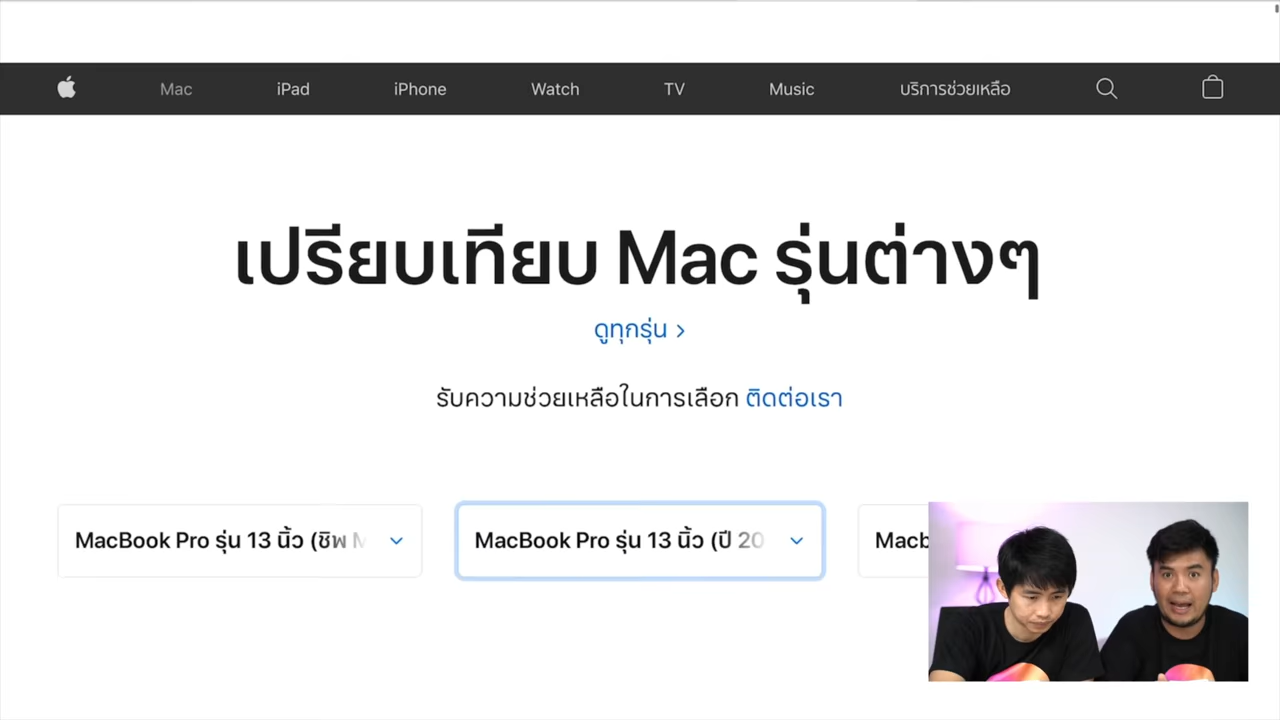 Mac iPad iPhone Watch TV Music บริการช่วยเหลือ
เปรียบเทียบ Mac รุ่นต่างๆ
ดูทุกรุ่น >
รับความช่วยเหลือในการเลือก ติดต่อเรา
MacBook Pro รุ่น 13 นิ้ว (ชิพ MacBook Pro รุ่น 13 นิ้ว (ปี 20 Macb